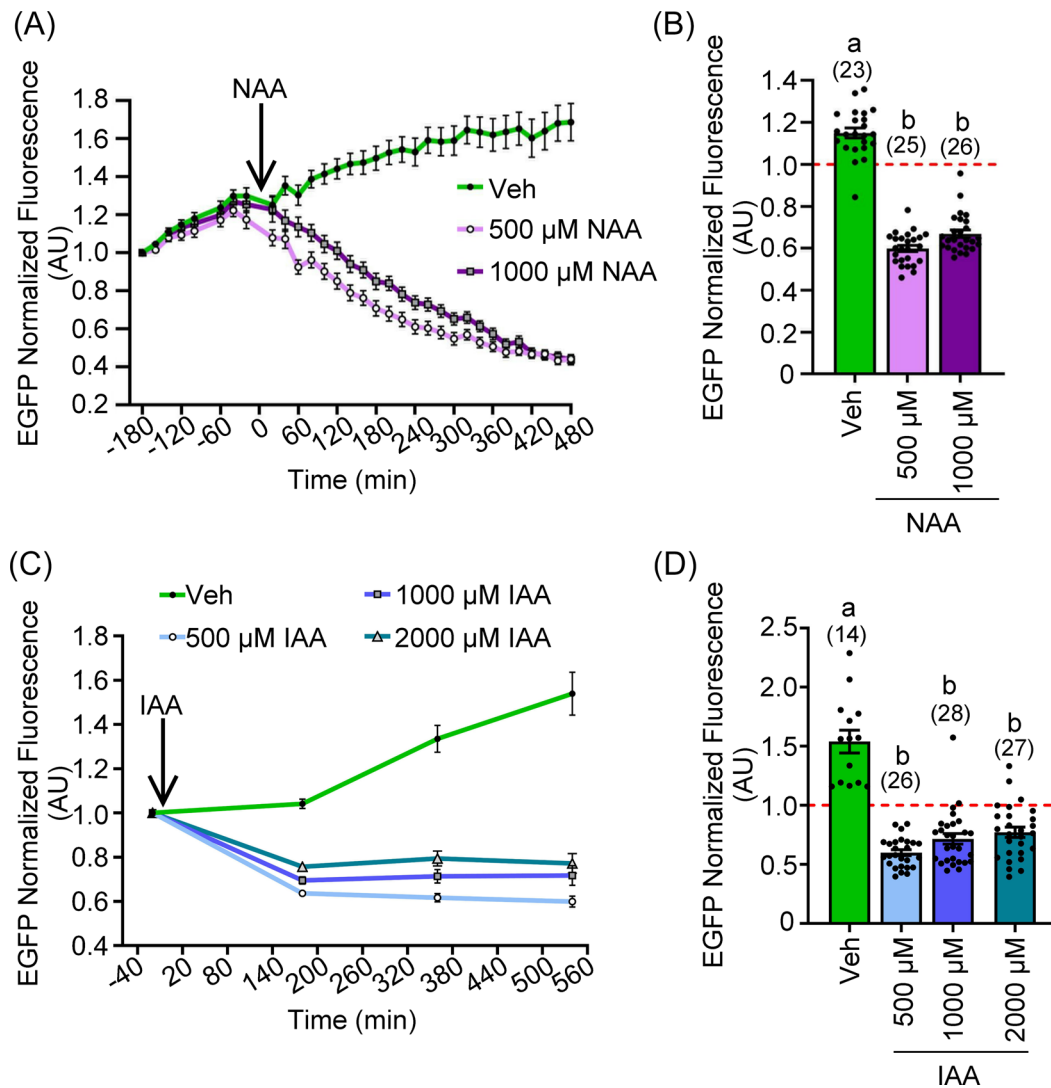 (A)
EGFP Normalized Fluorescence
(AU)
1.8
1.6
1.4
1.2
1.0
0.8
0.6
0.4
0.2
NAA
Veh
500 µM NAA
1000 µM NAA
-180
-120
-60
0
60
120
180
240
300
360
420
480
Time (min)
(B)
EGFP Normalized Fluorescence
(AU)
1.4
1.2
1.0
0.6
0.4
0.2
0
a
(23)
b
(25)
b
(26)
Veh
500 µM
1000 µM
NAA
(C)
Veh
1000 µM IAA
500 µM IAA
2000 µM IAA
EGFP Normalized Fluorescence
(AU)
1.8
1.6
1.4
1.2
1.0
0.8
0.6
0.4
IAA
-40
20
80
140
200
260
320
380
440
500
560
Time (min)
(D)
EGFP Normalized Fluorescence
(AU)
2.5
2.0
1.5
1.0
0.5
0
a
(14)
b
(26)
b
(28)
b
(27)
Veh
500 µM
1000 µM
2000 µM
IAA